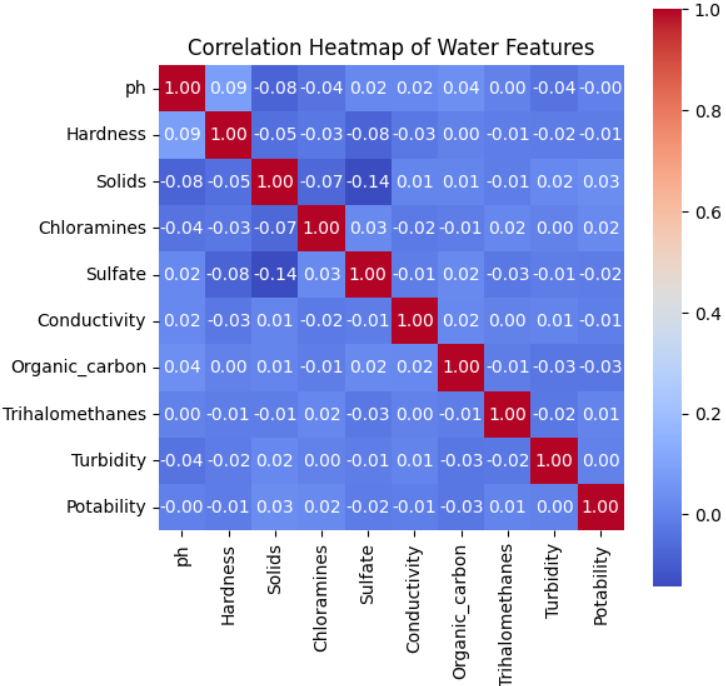 Correlation Heatmap of Water Features
ph 1.00 0.09 -0.08 -0.04 0.02 0.02 0.04 0.00 -0.04 -0.00
Hardness 0.09 1.00 -0.05 -0.03 -0.08 -0.03 0.00 -0.01 -0.02 -0.01
Solids -0.08 -0.05 1.00 -0.07 -0.14 0.01 0.01 -0.01 0.02 0.03
Chloramines -0.04 -0.03 -0.07 1.00 0.03 -0.02 -0.01 0.02 0.00 0.02
Sulfate 0.02 -0.08 -0.14 0.03 1.00 -0.01 0.02 -0.03 -0.01 -0.02
Conductivity 0.02 -0.03 0.01 -0.02 -0.01 1.00 0.02 0.00 0.01 -0.01
Organic_carbon 0.04 0.00 0.01 -0.01 0.02 0.02 1.00 -0.01 -0.03 -0.03
Trihalomethanes 0.00 -0.01 -0.01 0.02 -0.03 0.00 -0.01 1.00 -0.02 0.01
Turbidity -0.04 -0.02 0.02 0.00 -0.01 0.01 -0.03 -0.02 1.00 0.00
Potability -0.00 -0.01 0.03 0.02 -0.02 -0.01 -0.03 0.01 0.00 1.00
ph
Hardness
Solids
Chloramines
Sulfate
Conductivity
Organic_carbon
Trihalomethanes
Turbidity
Potability
1.0
0.8
0.6
0.4
0.2
0.0